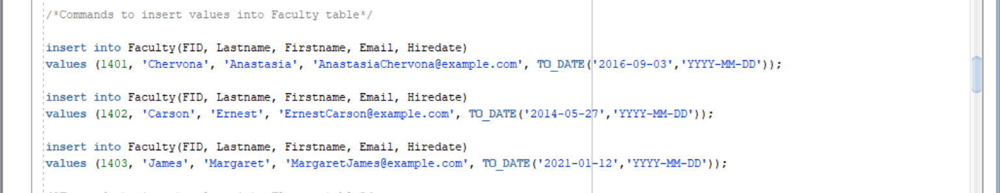 /*Commands to insert values into Faculty table*/
insert into Faculty(FID, Lastname, Firstname, Email, Hiredate)
values (1401, 'Chervona', 'Anastasia', 'AnastasiaChervona@example.com', TO_DATE('2016-09-03','YYYY-MM-DD'));
insert into Faculty(FID, Lastname, Firstname, Email, Hiredate)
values (1402, 'Carson', 'Ernest', 'ErnestCarson@example.com', TO_DATE('2014-05-27','YYYY-MM-DD'));
insert into Faculty(FID, Lastname, Firstname, Email, Hiredate)
values (1403, 'James', 'Margaret', 'MargaretJames@example.com', TO_DATE('2021-01-12','YYYY-MM-DD'));